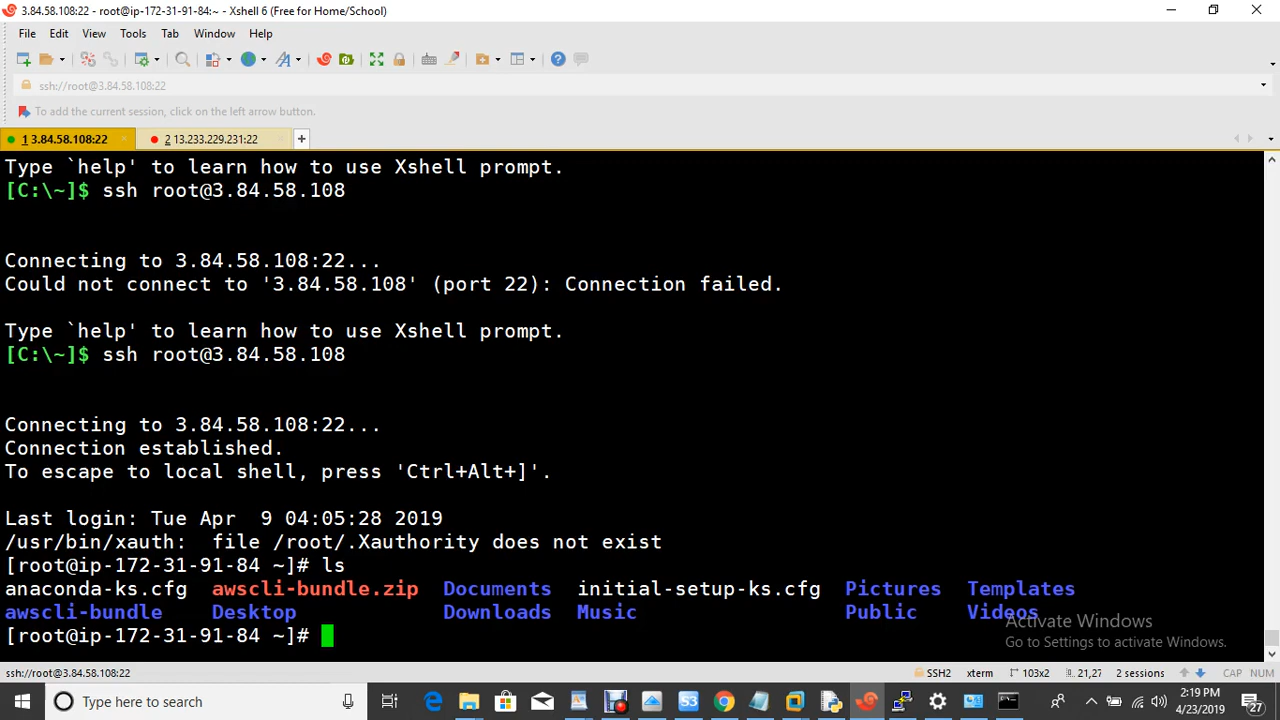 3.84.58.108:22 - root@ip-172-31-91-84:~ - Xshell 6 (Free for Home/School)
File Edit View Tools Tab Window Help
ssh://root@3.84.58.108:22
To add the current session, click on the left arrow button.
1 3.84.58.108:22 2 13.233.229.231:22 +
Type `help' to learn how to use Xshell prompt.
[C:\~]$ ssh root@3.84.58.108
Connecting to 3.84.58.108:22...
Could not connect to '3.84.58.108' (port 22): Connection failed.
Type `help' to learn how to use Xshell prompt.
[C:\~]$ ssh root@3.84.58.108
Connecting to 3.84.58.108:22...
Connection established.
To escape to local shell, press 'Ctrl+Alt+]'.
Last login: Tue Apr  9 04:05:28 2019
/usr/bin/xauth:  file /root/.Xauthority does not exist
[root@ip-172-31-91-84 ~]# ls
anaconda-ks.cfg  awscli-bundle.zip  Documents  initial-setup-ks.cfg  Pictures  Templates
awscli-bundle    Desktop            Downloads  Music                 Public    Videos
[root@ip-172-31-91-84 ~]#
Activate Windows
Go to Settings to activate Windows.
ssh://root@3.84.58.108:22 SSH2 xterm 103x2 21,27 2 sessions CAP NUM
Type here to search
S3
2:19 PM
4/23/2019
27